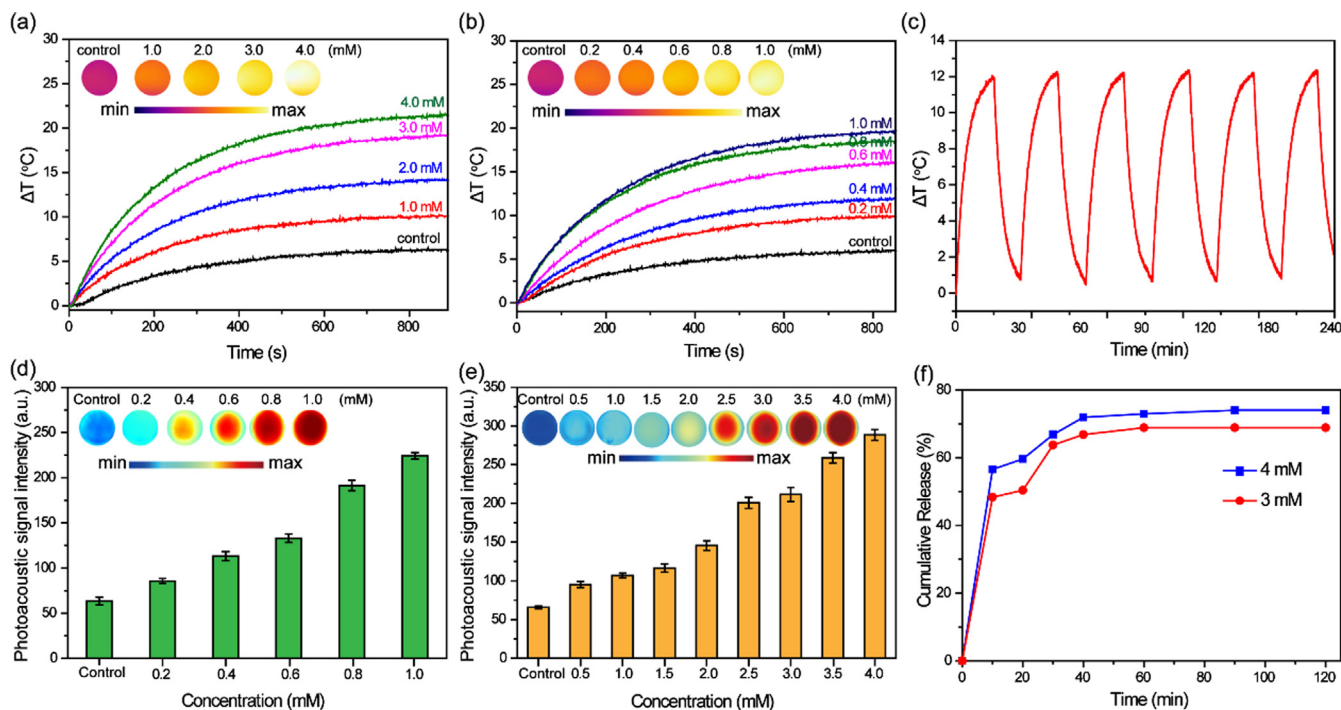 (a)
30
25
20
15
10
5
0
ΔT (°C)
control 1.0 2.0 3.0 4.0 (mM)
min max
4.0 mM
3.0 mM
2.0 mM
1.0 mM
control
0 200 400 600 800
Time (s)
(b)
30
25
20
15
10
5
0
ΔT (°C)
control 0.2 0.4 0.6 0.8 1.0 (mM)
min max
1.0 mM
0.8 mM
0.6 mM
0.4 mM
0.2 mM
control
0 200 400 600 800
Time (s)
(c)
14
12
10
8
6
4
2
0
ΔT (°C)
0 30 60 90 120 180 240
Time (min)
(d)
300
250
200
150
100
50
0
Photoacoustic signal intensity (a.u.)
Control 0.2 0.4 0.6 0.8 1.0 (mM)
min max
Control 0.2 0.4 0.6 0.8 1.0
Concentration (mM)
(e)
350
300
250
200
150
100
50
0
Photoacoustic signal intensity (a.u.)
Control 0.5 1.0 1.5 2.0 2.5 3.0 3.5 4.0
min max (mM)
Control 0.5 1.0 1.5 2.0 2.5 3.0 3.5 4.0
Concentration (mM)
(f)
80
60
40
20
0
Cumulative Release (%)
4 mM
3 mM
0 20 40 60 80 100 120
Time (min)